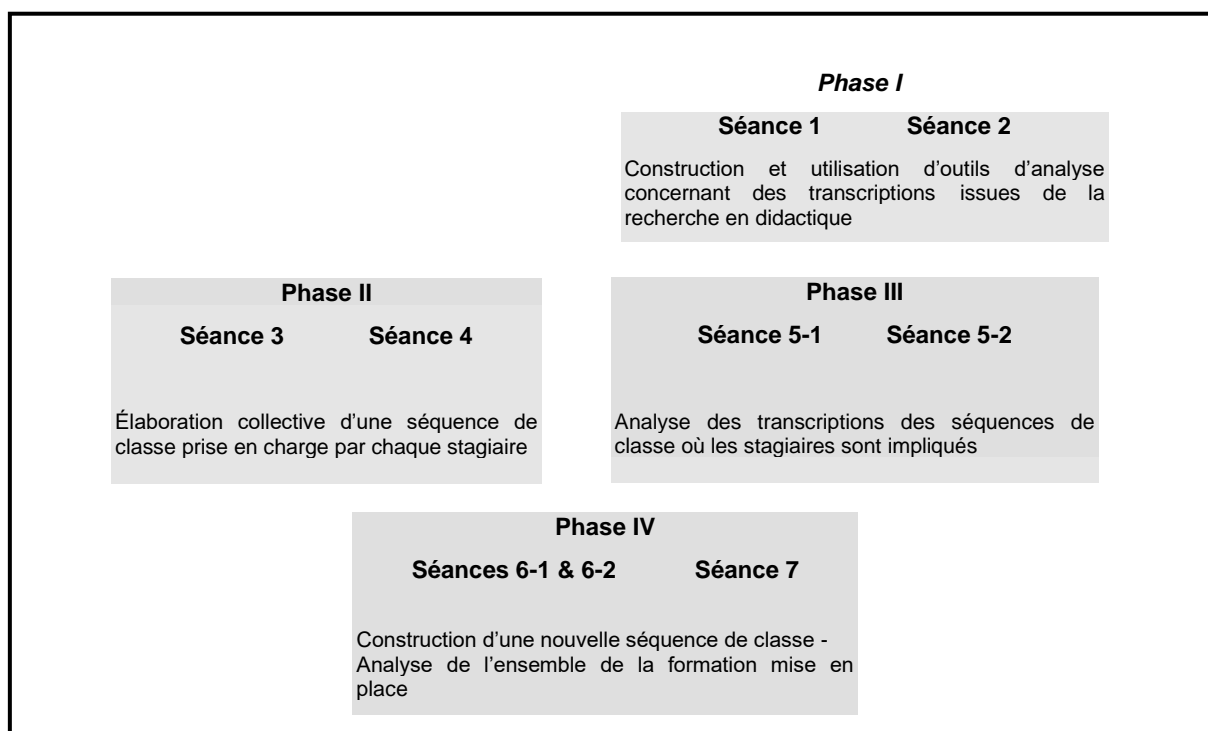 Phase I
Séance 1 Séance 2
Construction et utilisation d’outils d’analyse
concernant des transcriptions issues de la
recherche en didactique
Phase II
Séance 3 Séance 4
Élaboration collective d’une séquence de
classe prise en charge par chaque stagiaire
Phase III
Séance 5-1 Séance 5-2
Analyse des transcriptions des séquences de
classe où les stagiaires sont impliqués
Phase IV
Séances 6-1 & 6-2 Séance 7
Construction d’une nouvelle séquence de classe -
Analyse de l’ensemble de la formation mise en
place